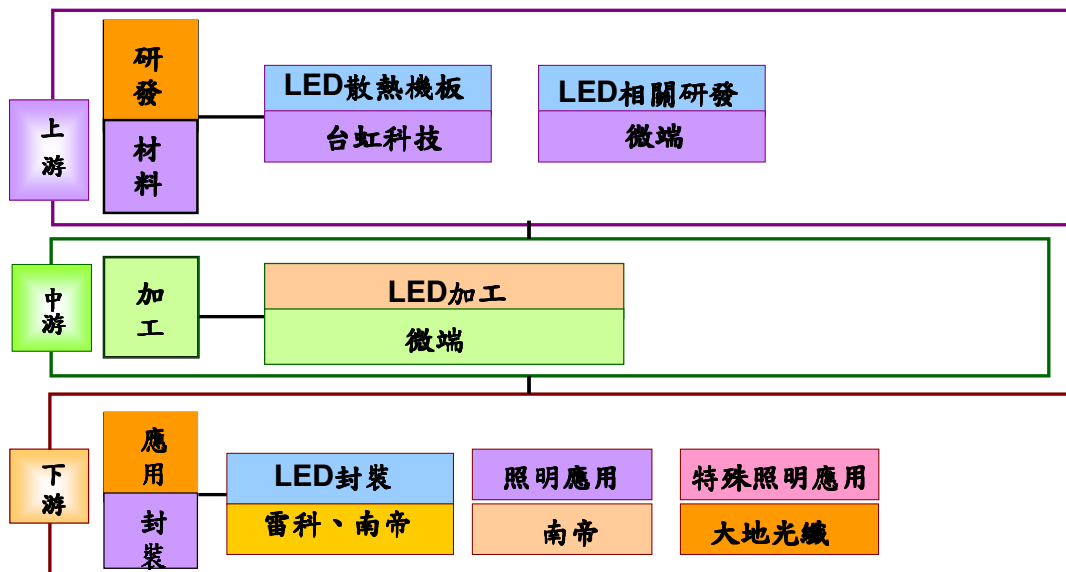 上游
研發
材料
LED散熱機板
台虹科技
LED相關研發
微端
中游
加工
LED加工
微端
下游
應用
封裝
LED封裝
雷科、南帝
照明應用
南帝
特殊照明應用
大地光纖